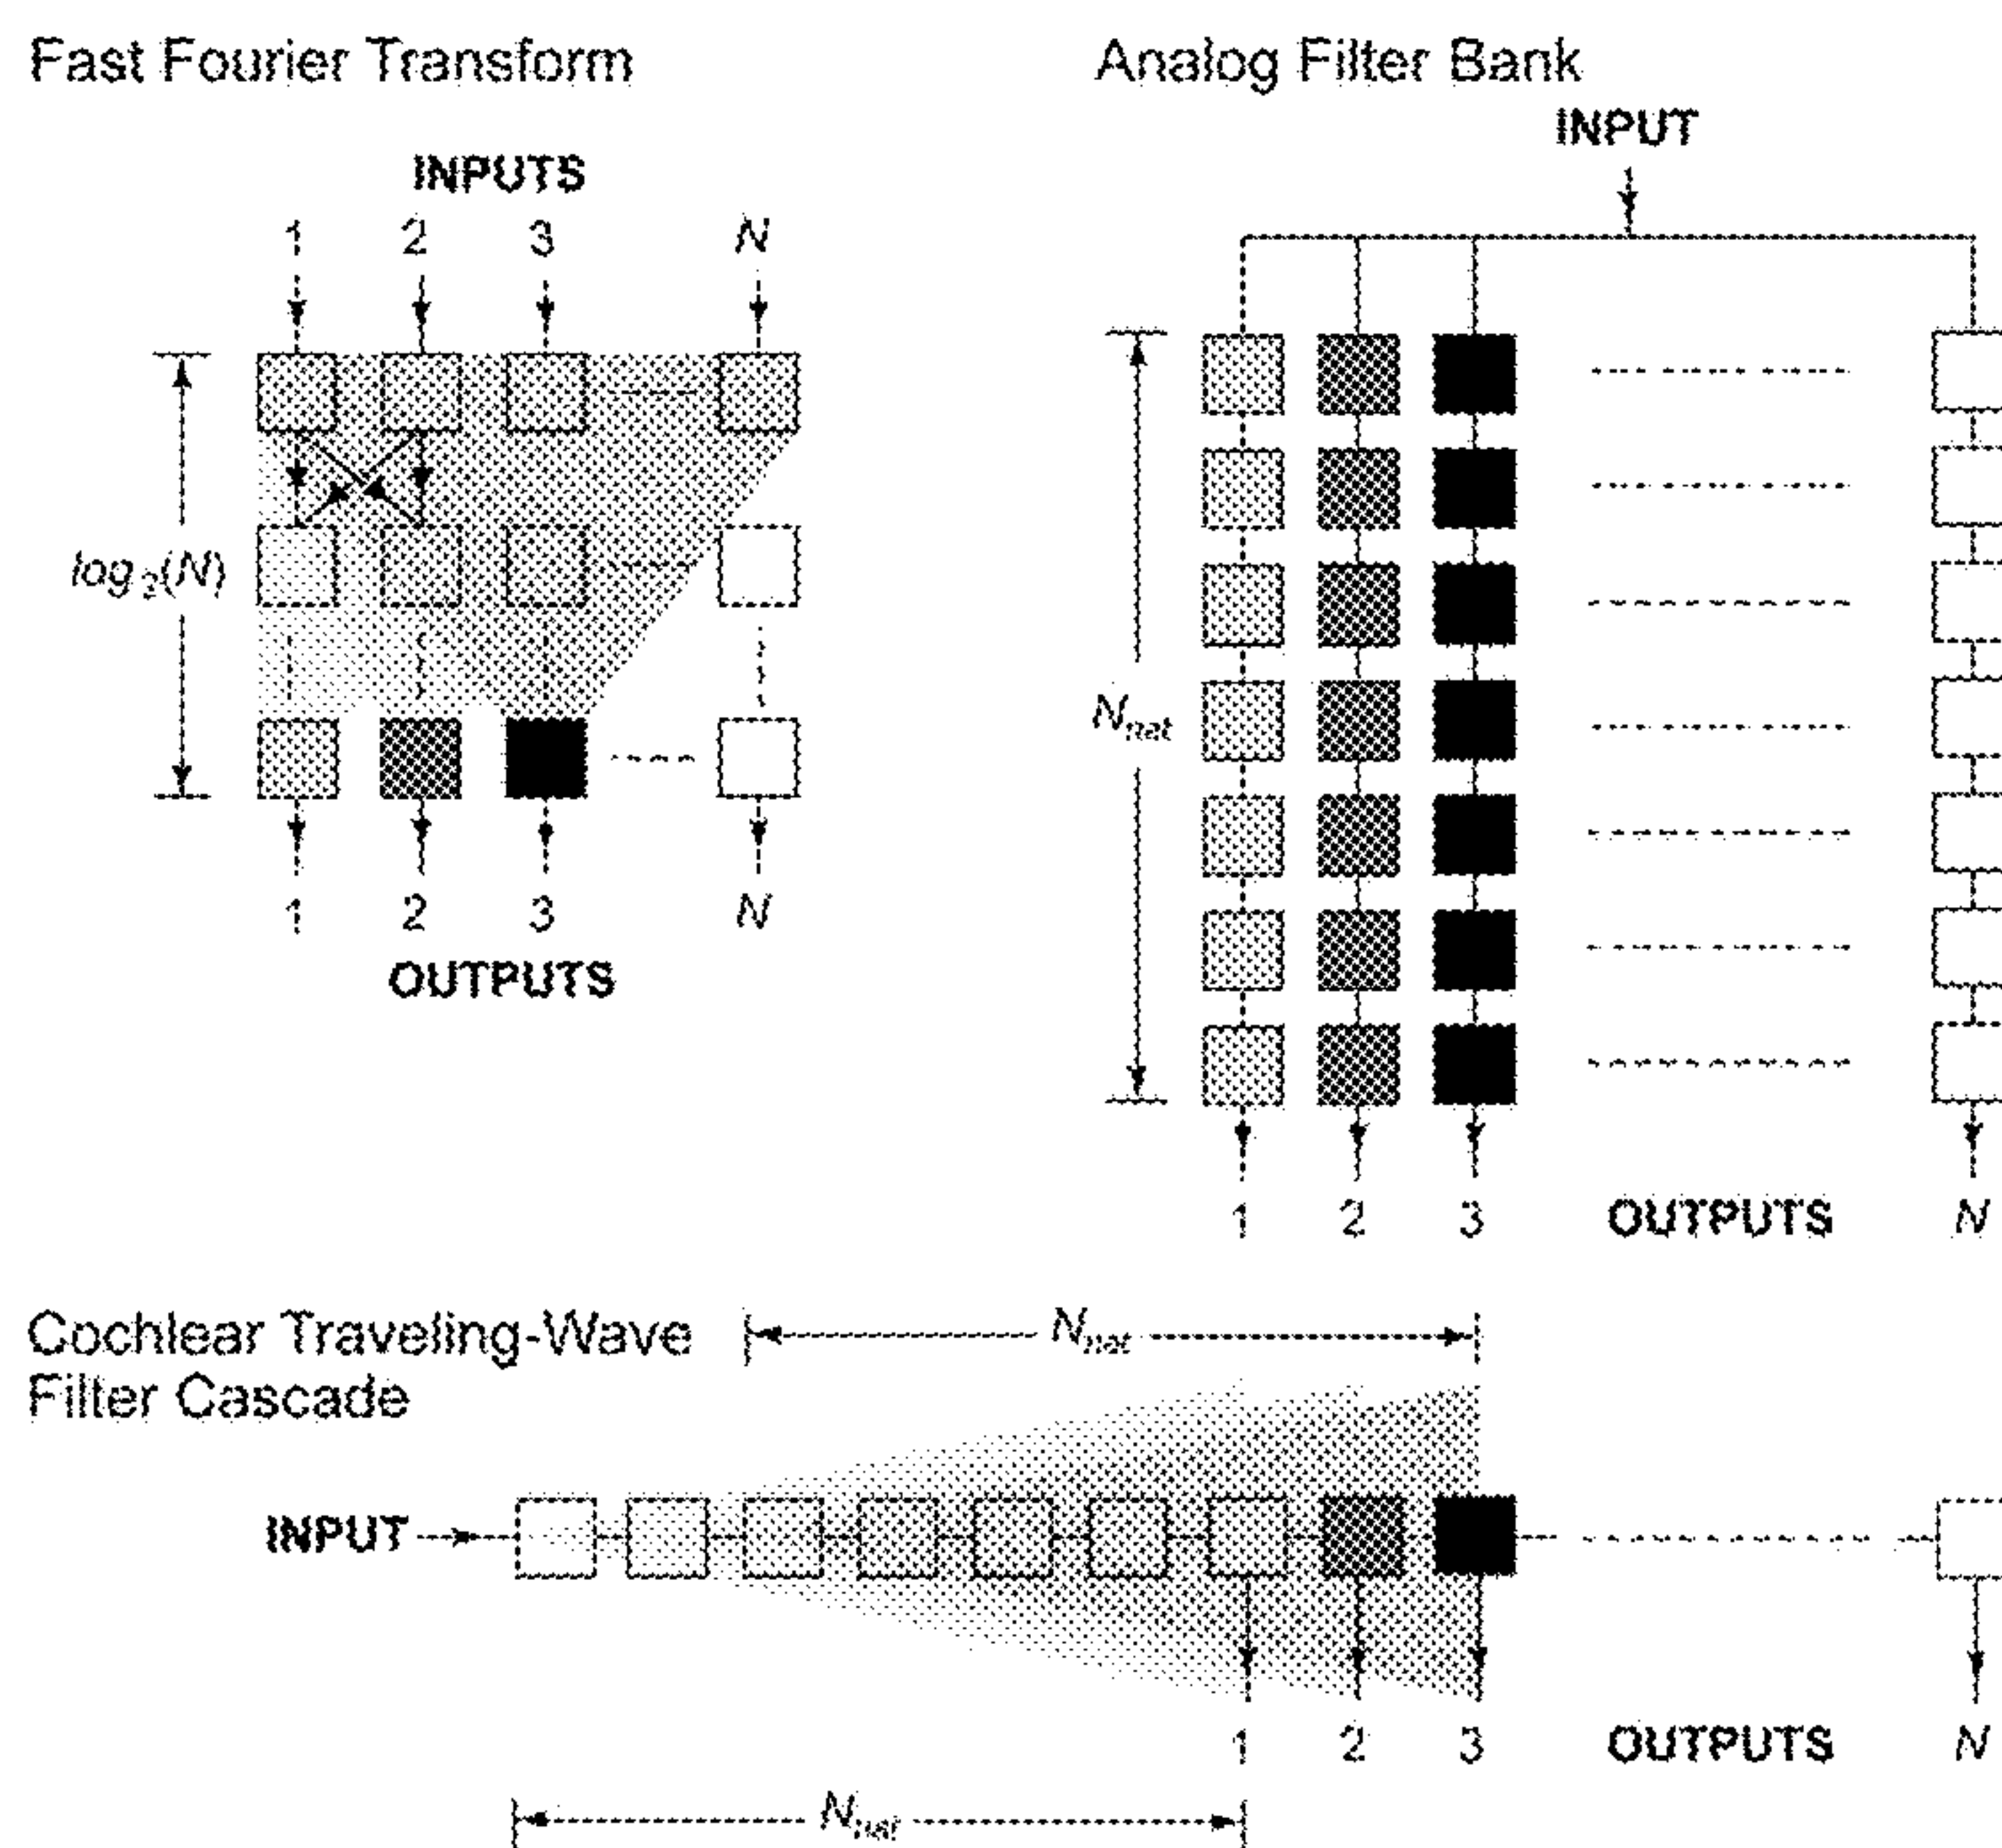 Fast Fourier Transform
INPUTS
1 2 3 N
log2(N)
1 2 3 N
OUTPUTS
Analog Filter Bank
INPUT
Nnat
1 2 3 OUTPUTS N
Cochlear Traveling-Wave
Filter Cascade
Nnat
INPUT
1 2 3 OUTPUTS N
Nnat